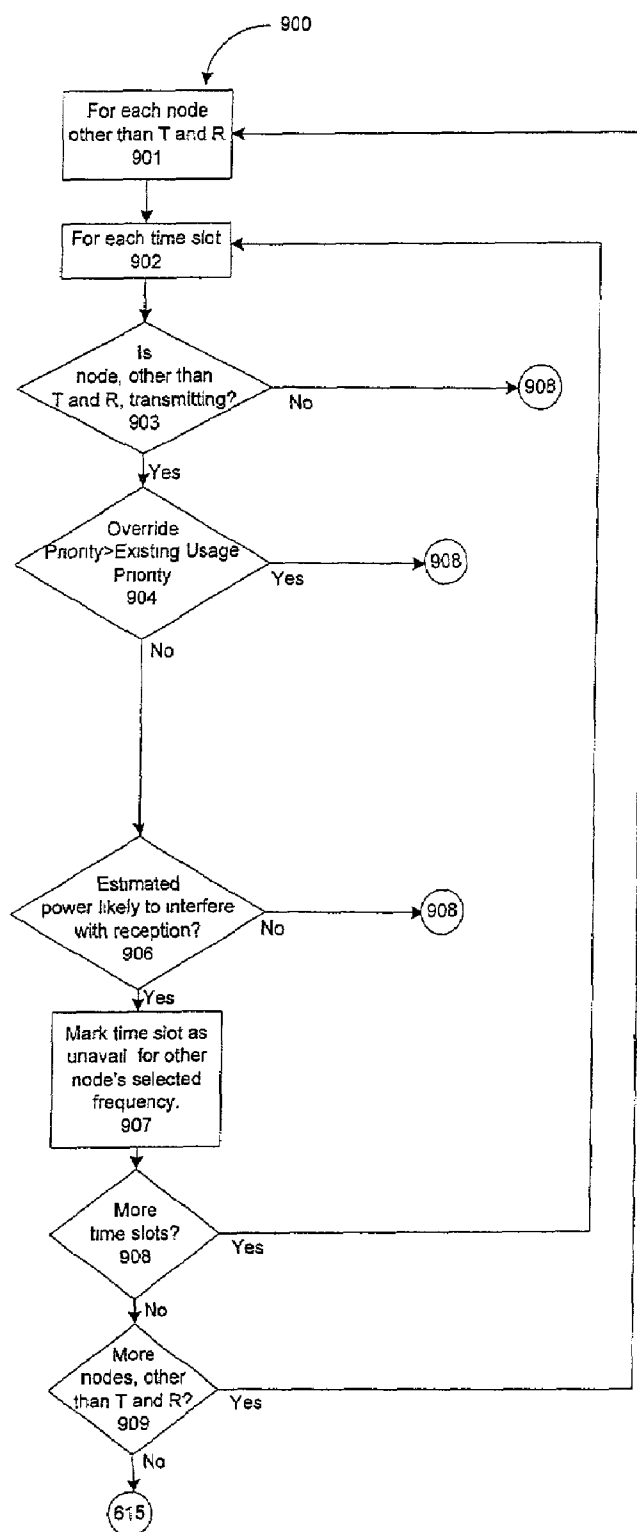 900
For each node
other than T and R
901
For each time slot
902
Is
node, other than
T and R, transmitting?
903
No
908
Yes
Override
Priority>Existing Usage
Priority
904
Yes
908
No
Estimated
power likely to interfere
with reception?
906
No
908
Yes
Mark time slot as
unavail for other
node's selected
frequency.
907
More
time slots?
908
Yes
No
More
nodes, other
than T and R?
909
Yes
No
615